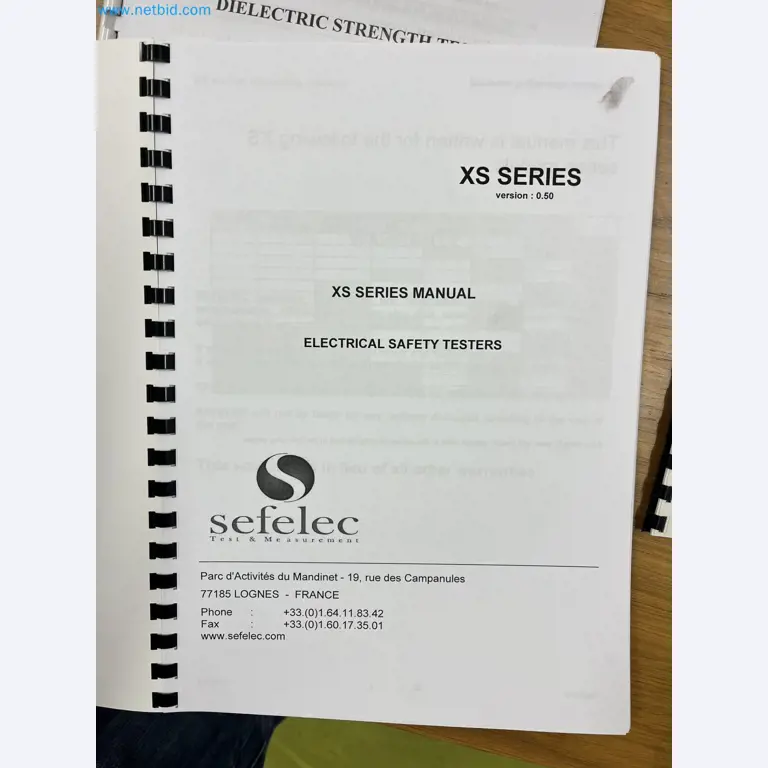 www.netbid.com
DIELECTRIC STRENGTH
XS SERIES
version : 0.50
XS SERIES MANUAL
ELECTRICAL SAFETY TESTERS
sefelec
Test & Measurement
Parc d'Activités du Mandinet - 19, rue des Campanules
77185 LOGNES - FRANCE
Phone : +33.(0)1.64.11.83.42
Fax : +33.(0)1.60.17.35.01
www.sefelec.com